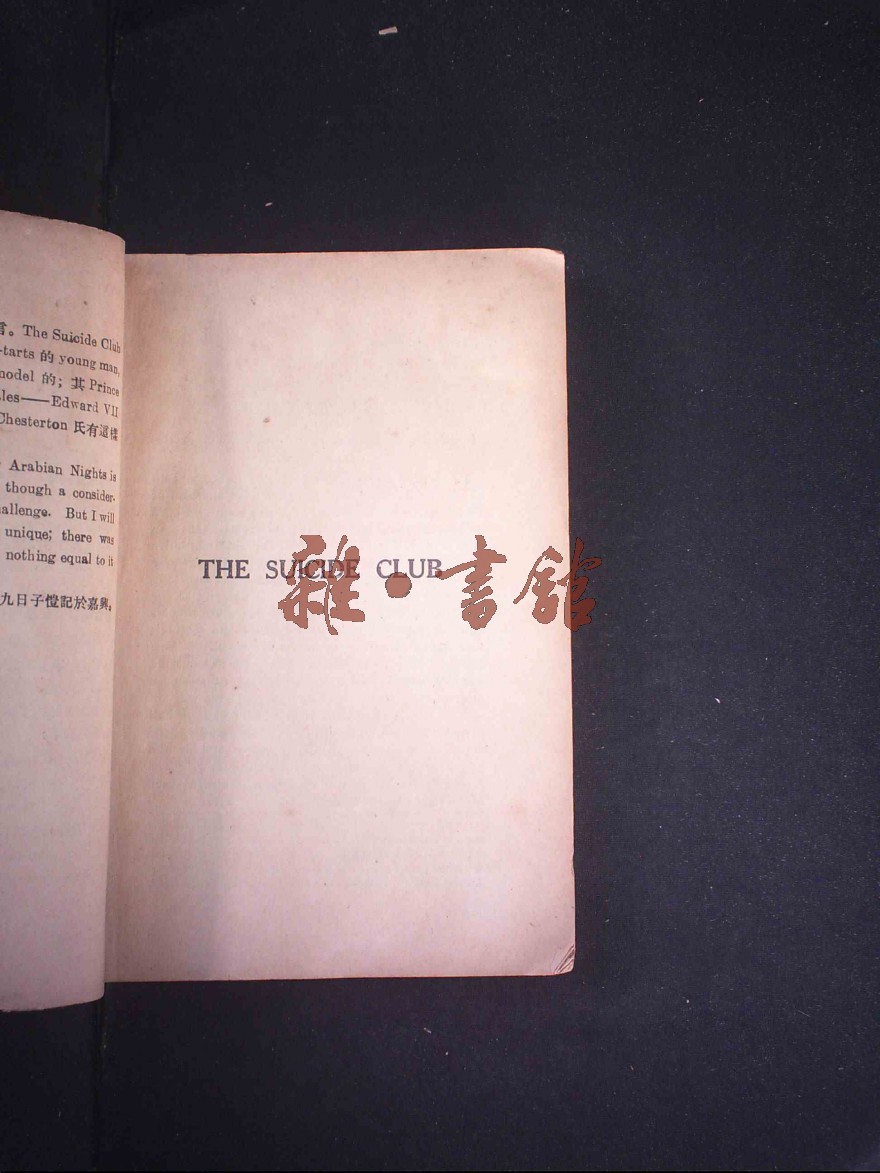 言。The Suicide Club
-tarts 的 young man,
model 的; 其 Prince
les——Edward VII
Chesterton 氏有這樣
Arabian Nights is
though a consider-
allenge. But I will
unique; there was
nothing equal to it
九日子愷記於嘉興,
THE SUICIDE CLUB
雜·書館